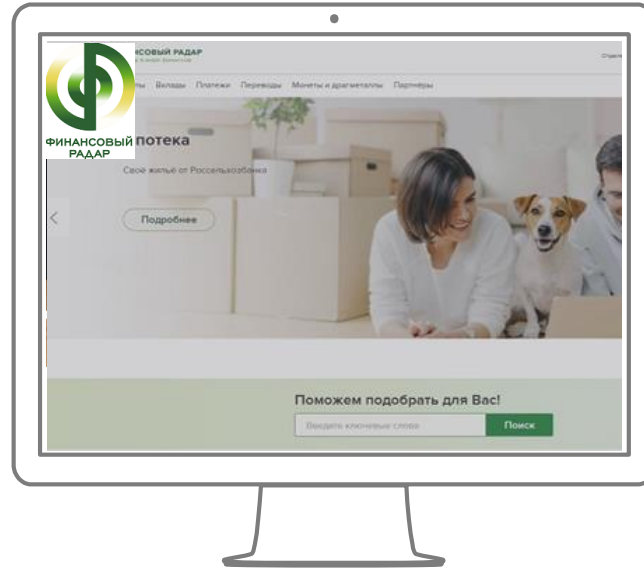 ФИНАНСОВЫЙ
РАДАР
НСОВЫЙ РАДАР
Вклады Платежи Переводы Монеты и драгметаллы Партнёры
потека
Своё жильё от Россельхозбанка
Подробнее
Поможем подобрать для Вас!
Введите ключевые слова
Поиск